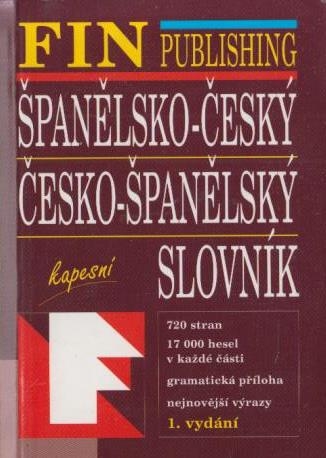 FIN PUBLISHING
ŠPANĚLSKO-ČESKÝ
ČESKO-ŠPANĚLSKÝ
kapesní SLOVNÍK
720 stran
17 000 hesel
v každé části
gramatická příloha
nejnovější výrazy
1. vydání